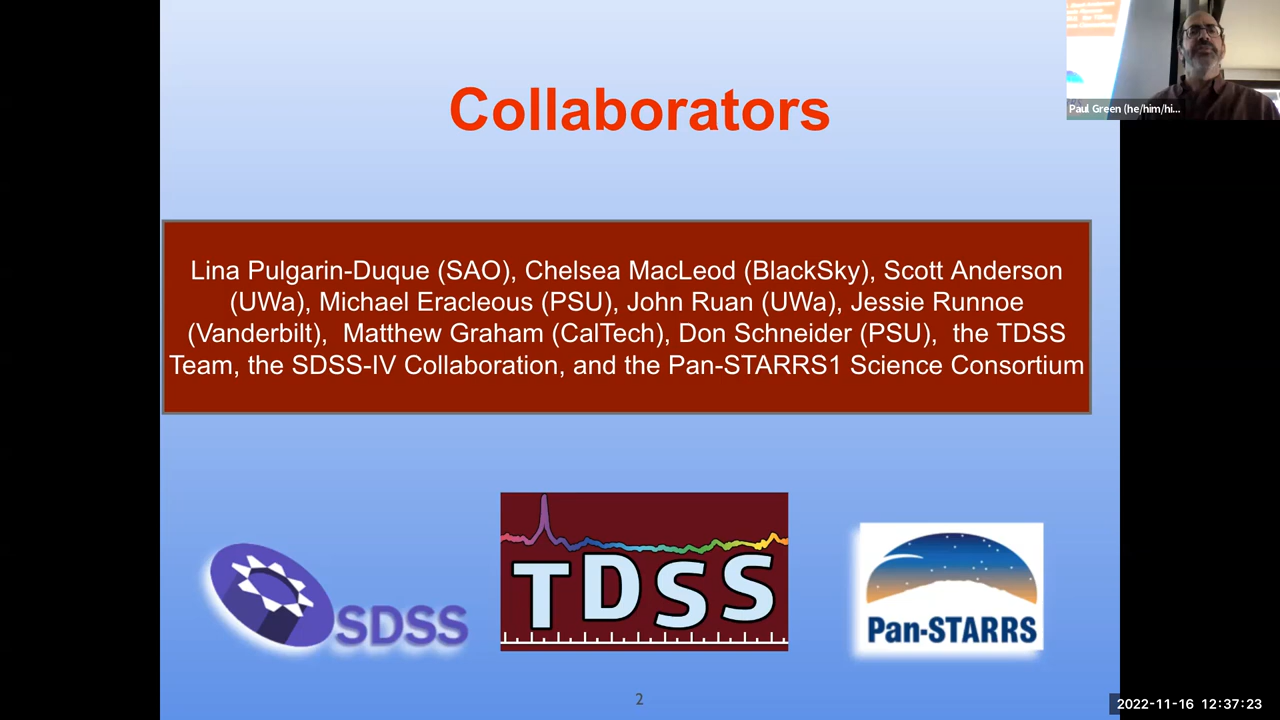 Collaborators
Paul Green (he/him/hi...
Lina Pulgarin-Duque (SAO), Chelsea MacLeod (BlackSky), Scott Anderson
(UWa), Michael Eracleous (PSU), John Ruan (UWa), Jessie Runnoe
(Vanderbilt), Matthew Graham (CalTech), Don Schneider (PSU), the TDSS
Team, the SDSS-IV Collaboration, and the Pan-STARRS1 Science Consortium
SDSS
TDSS
Pan-STARRS
2
2022-11-16 12:37:23